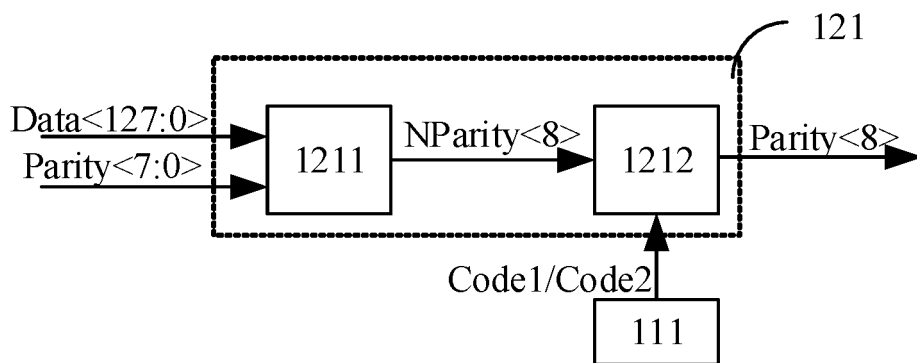 121
Data<127:0>
Parity<7:0>
1211
NParity<8>
1212
Parity<8>
Code1/Code2
111